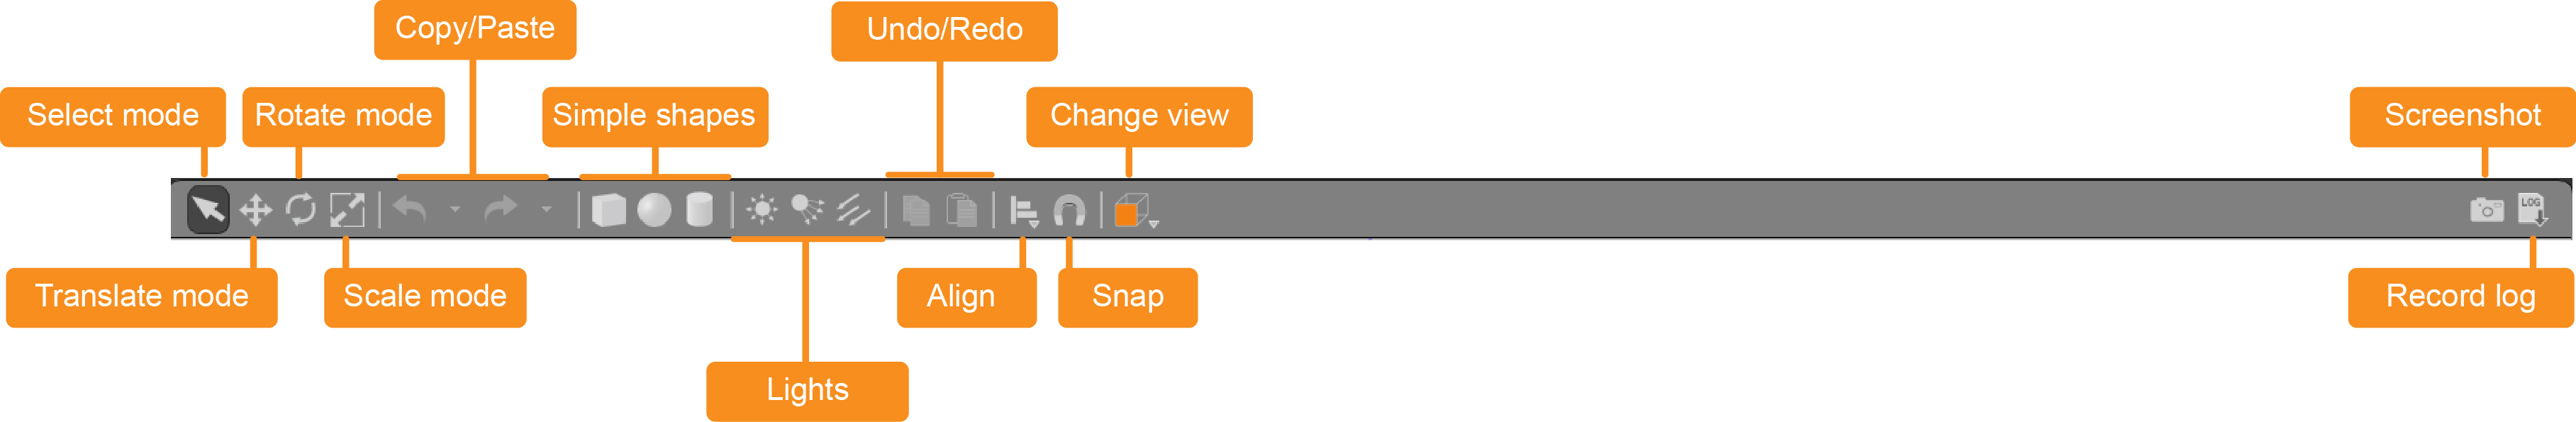 Copy/Paste
Undo/Redo
Select mode
Rotate mode
Simple shapes
Change view
Screenshot
LOG
Translate mode
Scale mode
Align
Snap
Record log
Lights